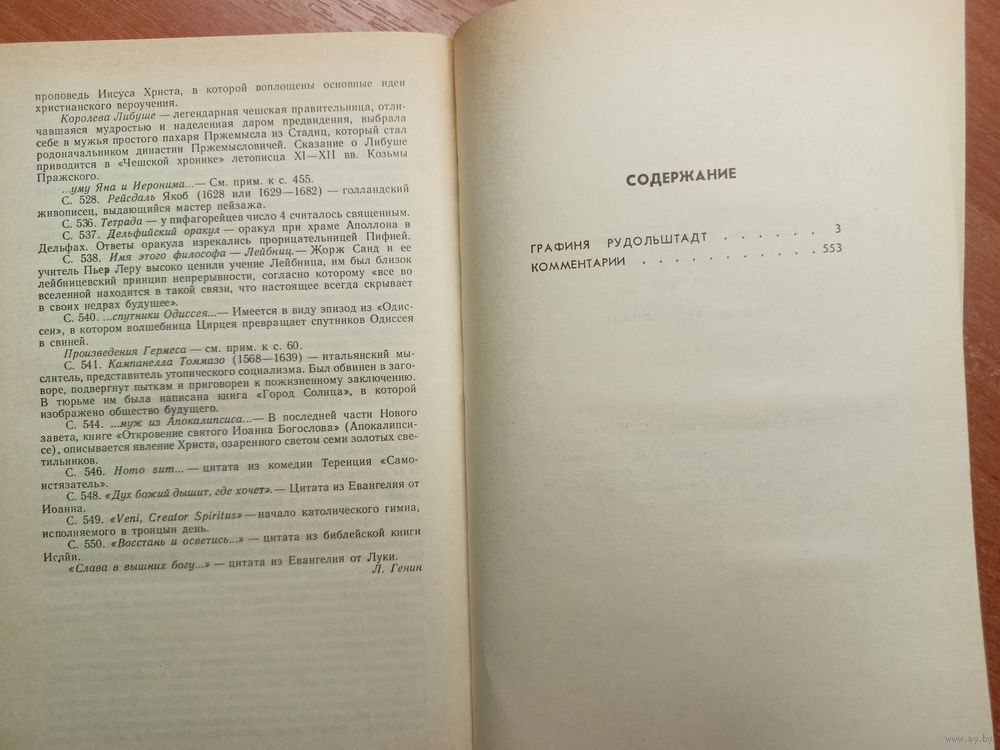 проповедь Иисуса Христа, в которой воплощены основные идеи
христианского вероучения.
Королева Либуше — легендарная чешская правительница, отли-
чавшаяся мудростью и наделенная даром предвидения, выбрала
себе в мужья простого пахаря Пржемысла из Стадиц, который стал
родоначальником династии Пржемысловичей. Сказание о Либуше
приводится в «Чешской хронике» летописца XI—XII вв. Козьмы
Пражского.
...уму Яна и Иеронима...— См. прим. к с. 455.
С. 528. Рейсдаль Якоб (1628 или 1629—1682) — голландский
живописец, выдающийся мастер пейзажа.
С. 536. Тетрада — у пифагорейцев число 4 считалось священным.
С. 537. Дельфийский оракул — оракул при храме Аполлона в
Дельфах. Ответы оракула изрекались прорицательницей Пифией.
С. 538. Имя этого философа — Лейбниц.— Жорж Санд и ее
учитель Пьер Леру высоко ценили учение Лейбница, им был близок
лейбницевский принцип непрерывности, согласно которому «все во
вселенной находится в такой связи, что настоящее всегда скрывает
в своих недрах будущее».
С. 540. ...спутники Одиссея...— Имеется в виду эпизод из «Одис-
сеи», в котором волшебница Цирцея превращает спутников Одиссея
в свиней.
Произведения Гермеса — см. прим. к с. 60.
С. 541. Кампанелла Томмазо (1568—1639) — итальянский мы-
слитель, представитель утопического социализма. Был обвинен в заго-
воре, подвергнут пыткам и приговорен к пожизненному заключению.
В тюрьме им была написана книга «Город Солнца», в которой
изображено общество будущего.
С. 544. ...муж из Апокалипсиса...— В последней части Нового
завета, книге «Откровение святого Иоанна Богослова» (Апокалипси-
се), описывается явление Христа, озаренного светом семи золотых све-
тильников.
С. 546. Homo sum... — цитата из комедии Теренция «Само-
истязатель».
С. 548. «Дух божий дышит, где хочет».— Цитата из Евангелия от
Иоанна.
С. 549. «Veni, Creator Spiritus» — начало католического гимна,
исполняемого в троицын день.
С. 550. «Восстань и осветись...» — цитата из библейской книги
Исайи.
«Слава в вышних богу...» — цитата из Евангелия от Луки.
Л. Генин
СОДЕРЖАНИЕ
ГРАФИНЯ РУДОЛЬШТАДТ . . . . . . 3
КОММЕНТАРИИ . . . . . . . . . . . 553
www.ay.by